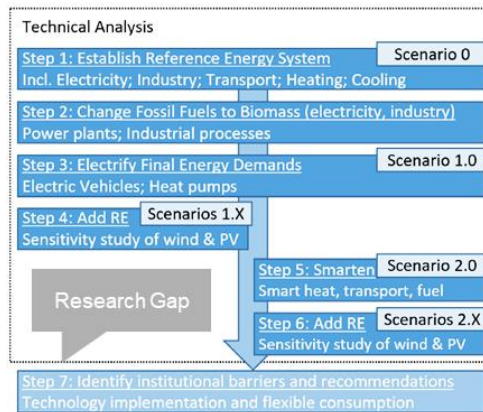 Technical Analysis
Step 1: Establish Reference Energy System
Scenario 0
Incl. Electricity; Industry; Transport; Heating; Cooling
Step 2: Change Fossil Fuels to Biomass (electricity, industry)
Power plants; Industrial processes
Step 3: Electrify Final Energy Demands
Scenario 1.0
Electric Vehicles; Heat pumps
Step 4: Add RE
Scenarios 1.X
Sensitivity study of wind & PV
Step 5: Smarten
Scenario 2.0
Smart heat, transport, fuel
Research Gap
Step 6: Add RE
Scenarios 2.X
Sensitivity study of wind & PV
Step 7: Identify institutional barriers and recommendations
Technology implementation and flexible consumption